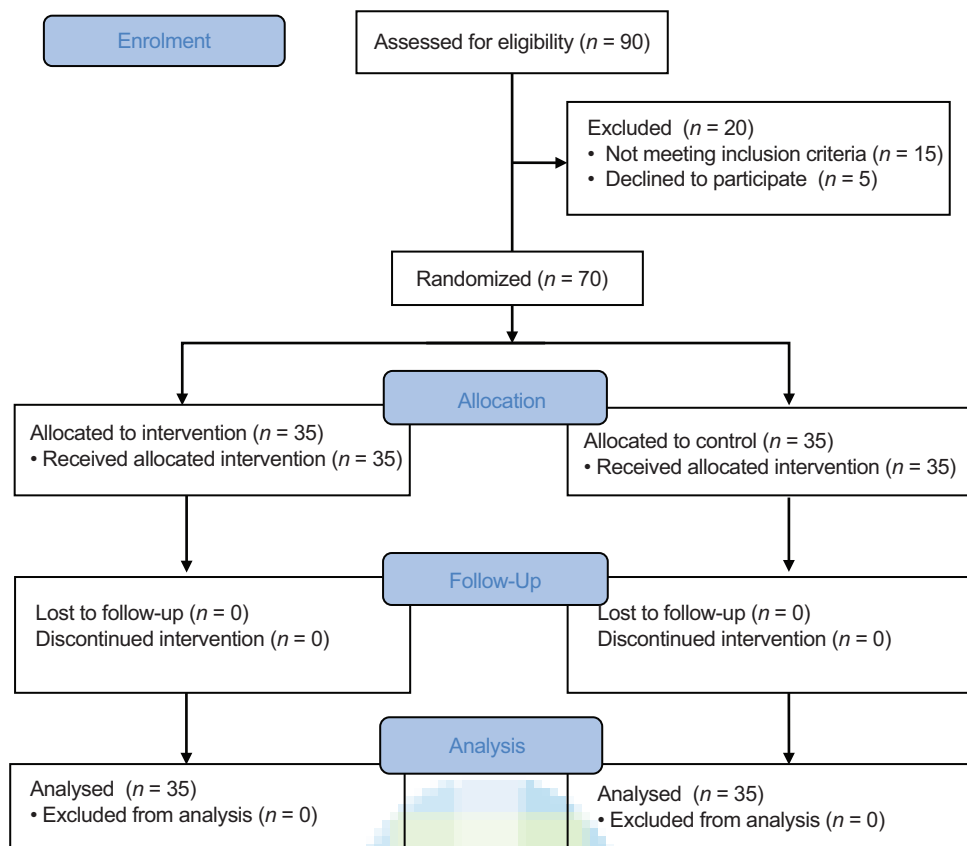 Enrolment
Assessed for eligibility (n = 90)
Excluded (n = 20)
• Not meeting inclusion criteria (n = 15)
• Declined to participate (n = 5)
Randomized (n = 70)
Allocation
Allocated to intervention (n = 35)
• Received allocated intervention (n = 35)
Allocated to control (n = 35)
• Received allocated intervention (n = 35)
Follow-Up
Lost to follow-up (n = 0)
Discontinued intervention (n = 0)
Lost to follow-up (n = 0)
Discontinued intervention (n = 0)
Analysis
Analysed (n = 35)
• Excluded from analysis (n = 0)
Analysed (n = 35)
• Excluded from analysis (n = 0)